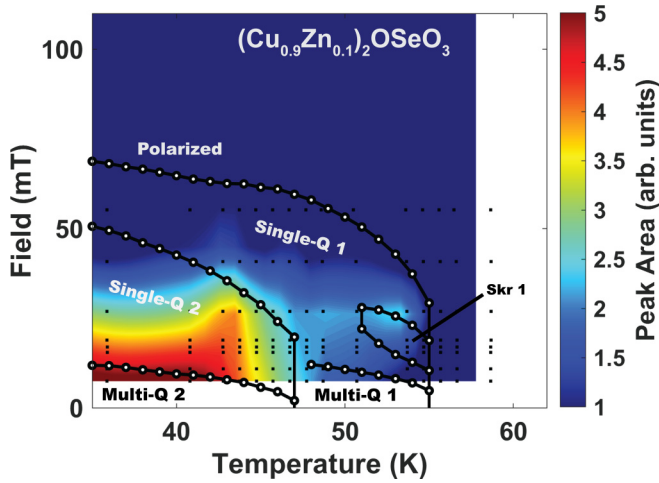 (Cu0.9Zn0.1)2OSeO3
100
50
0
Field (mT)
Polarized
Single-Q 1
Single-Q 2
Skr 1
Multi-Q 2
Multi-Q 1
40
50
60
Temperature (K)
5
4.5
4
3.5
3
2.5
2
1.5
1
Peak Area (arb. units)